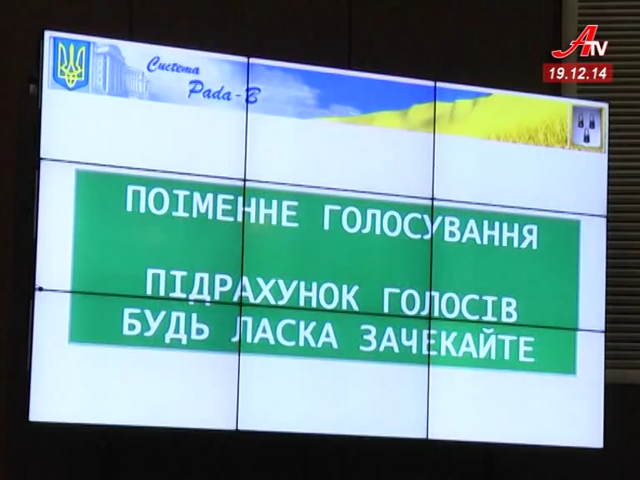 ATV
19.12.14
Система
Рада-В
ПОІМЕННЕ ГОЛОСУВАННЯ
ПІДРАХУНОК ГОЛОСІВ
БУДЬ ЛАСКА ЗАЧЕКАЙТЕ